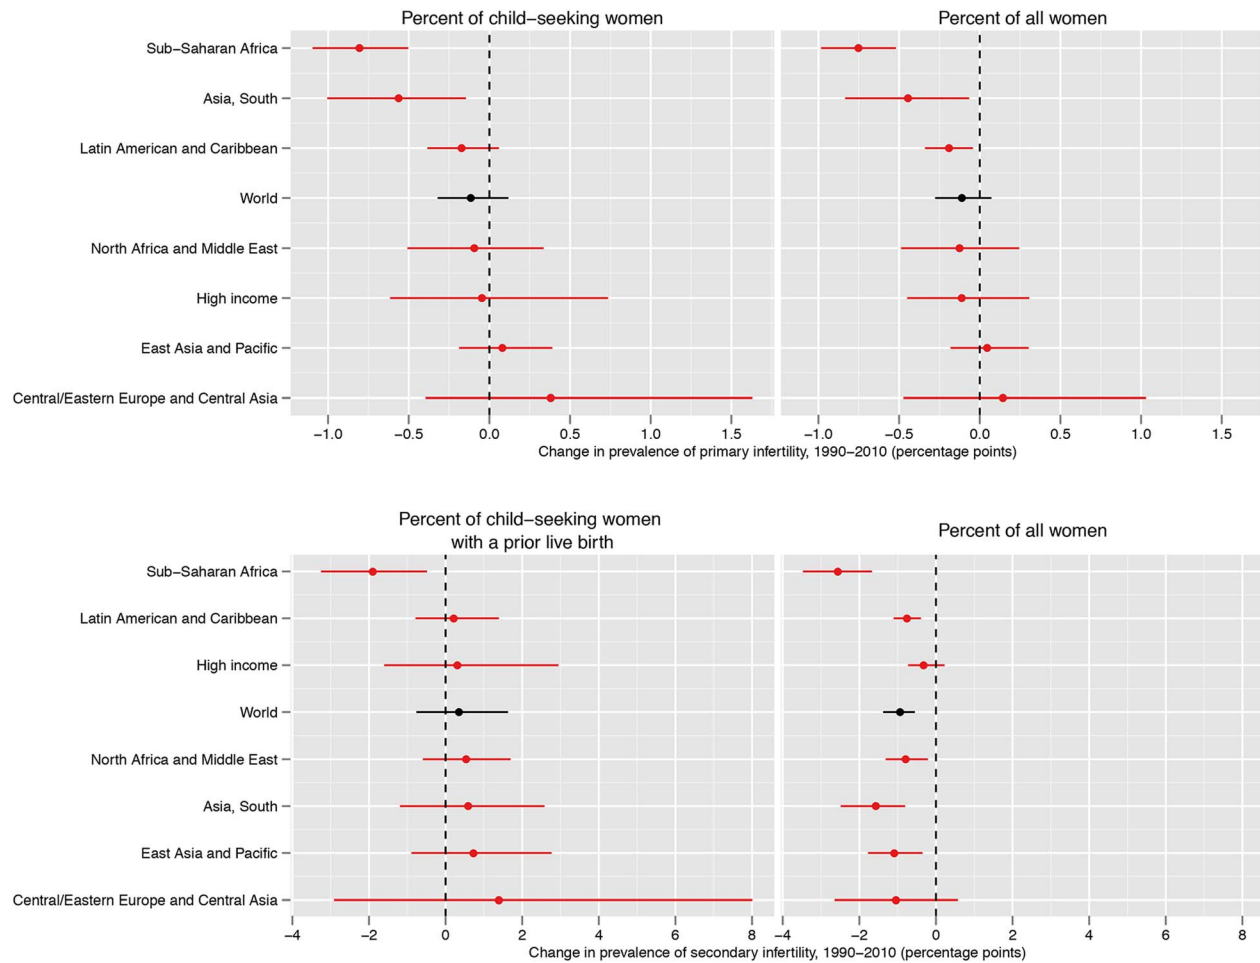 Percent of child−seeking women
Percent of all women
Sub−Saharan Africa
Asia, South
Latin American and Caribbean
World
North Africa and Middle East
High income
East Asia and Pacific
Central/Eastern Europe and Central Asia
−1.0 −0.5 0.0 0.5 1.0 1.5
−1.0 −0.5 0.0 0.5 1.0 1.5
Change in prevalence of primary infertility, 1990−2010 (percentage points)
Percent of child−seeking women
with a prior live birth
Percent of all women
Sub−Saharan Africa
Latin American and Caribbean
High income
World
North Africa and Middle East
Asia, South
East Asia and Pacific
Central/Eastern Europe and Central Asia
−4 −2 0 2 4 6 8
−4 −2 0 2 4 6 8
Change in prevalence of secondary infertility, 1990−2010 (percentage points)